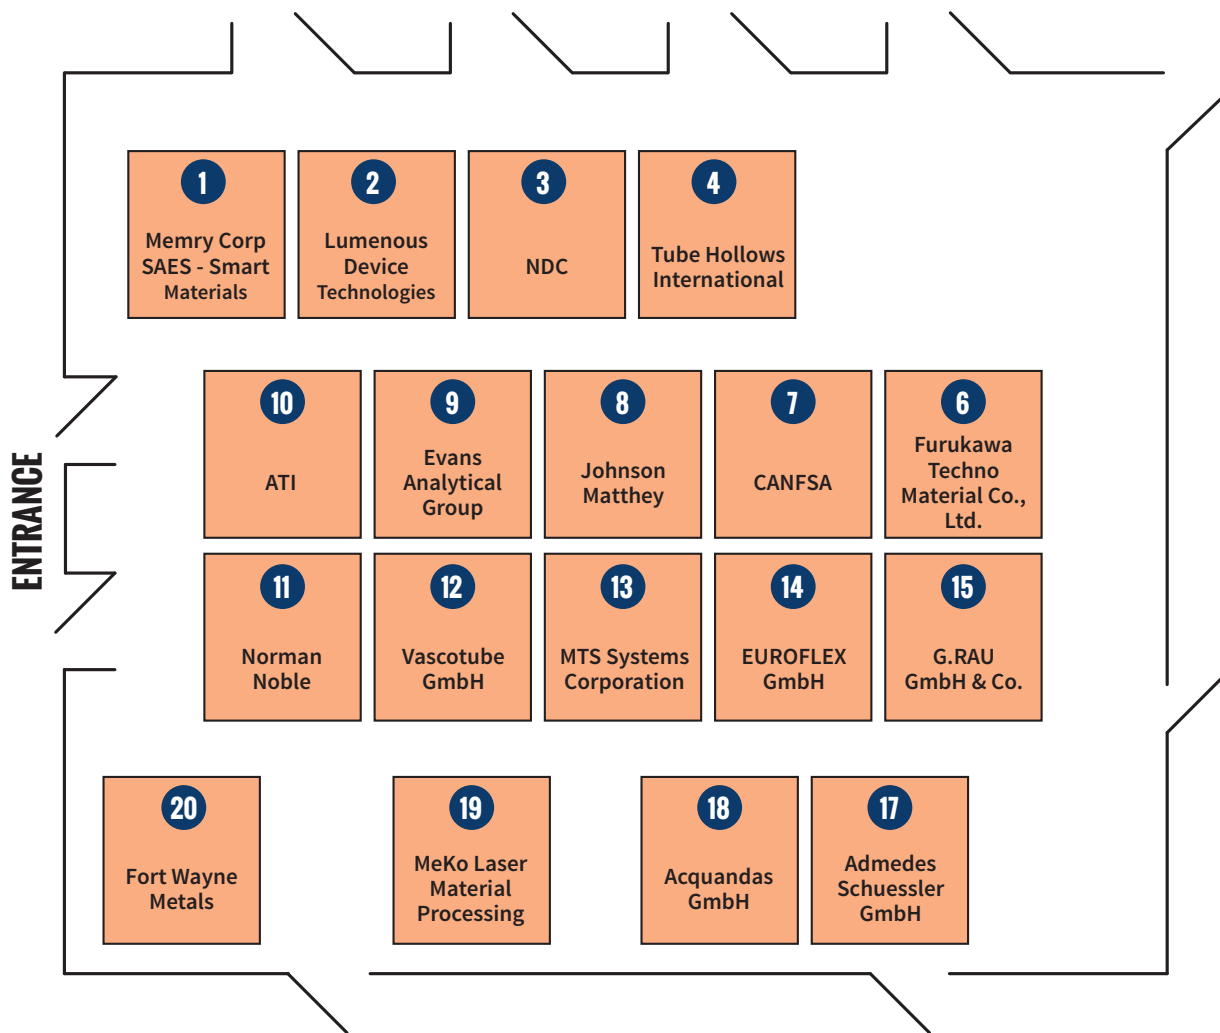 1
Memry Corp
SAES - Smart
Materials
2
Lumenous
Device
Technologies
3
NDC
4
Tube Hollows
International
ENTRANCE
10
ATI
9
Evans
Analytical
Group
8
Johnson
Matthey
7
CANFSA
6
Furukawa
Techno
Material Co.,
Ltd.
11
Norman
Noble
12
Vascotube
GmbH
13
MTS Systems
Corporation
14
EUROFLEX
GmbH
15
G.RAU
GmbH & Co.
20
Fort Wayne
Metals
19
MeKo Laser
Material
Processing
18
Acquandas
GmbH
17
Admedes
Schuessler
GmbH